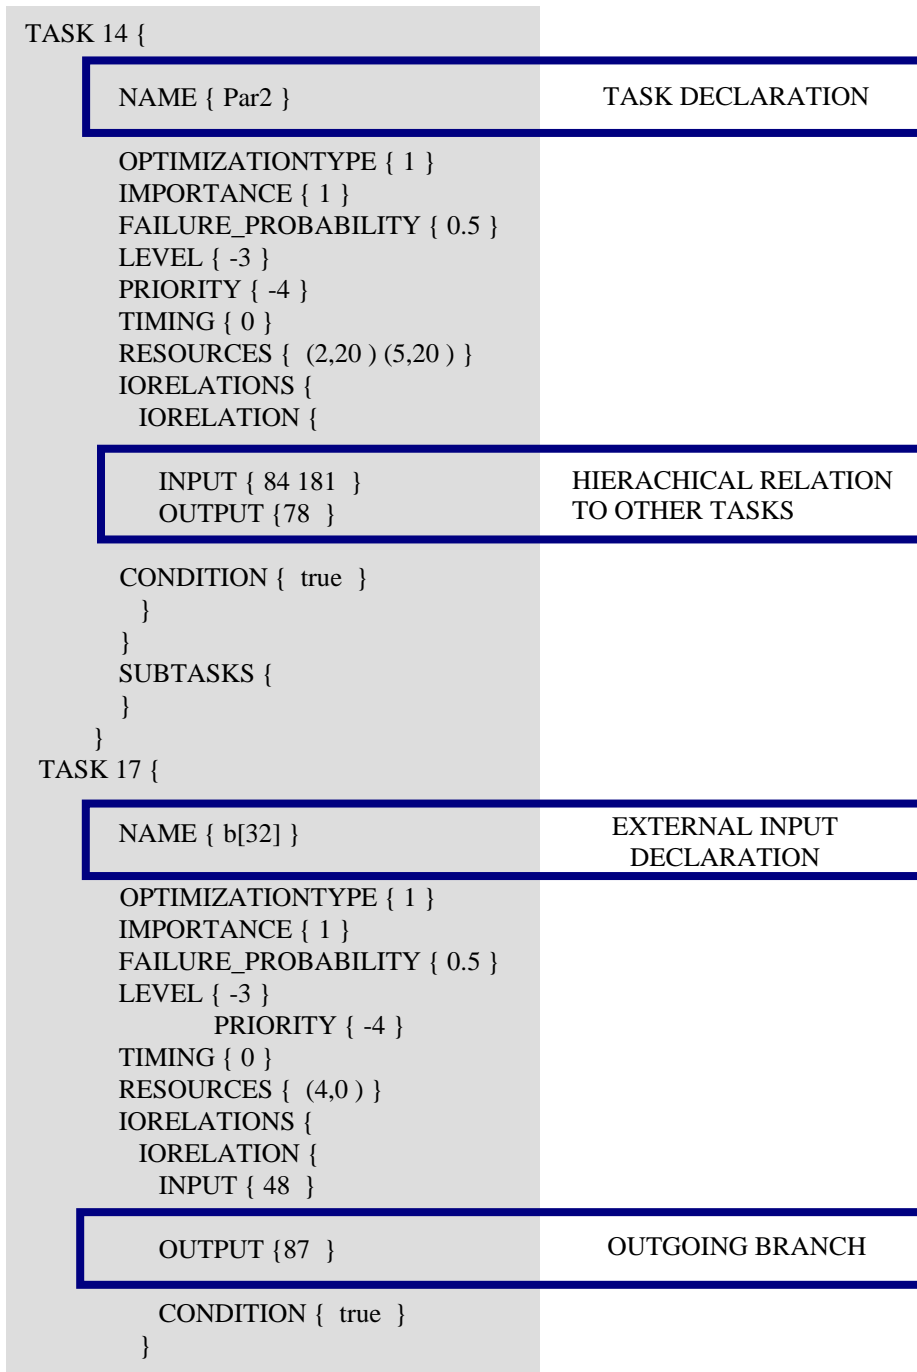 TASK 14 {
NAME { Par2 }
TASK DECLARATION
OPTIMIZATIONTYPE { 1 }
IMPORTANCE { 1 }
FAILURE_PROBABILITY { 0.5 }
LEVEL { -3 }
PRIORITY { -4 }
TIMING { 0 }
RESOURCES {  (2,20 ) (5,20 ) }
IORELATIONS {
IORELATION {
INPUT { 84 181  }
OUTPUT {78  }
HIERACHICAL RELATION
TO OTHER TASKS
CONDITION {  true  }
}
}
SUBTASKS {
}
}
TASK 17 {
NAME { b[32] }
EXTERNAL INPUT
DECLARATION
OPTIMIZATIONTYPE { 1 }
IMPORTANCE { 1 }
FAILURE_PROBABILITY { 0.5 }
LEVEL { -3 }
PRIORITY { -4 }
TIMING { 0 }
RESOURCES {  (4,0 ) }
IORELATIONS {
IORELATION {
INPUT { 48  }
OUTPUT {87  }
OUTGOING BRANCH
CONDITION {  true  }
}